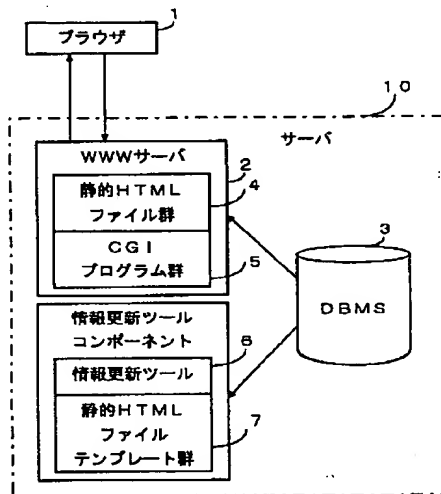 ブラウザ
1
10
サーバ
WWWサーバ
2
静的HTML
ファイル群
4
CGI
プログラム群
5
3
DBMS
情報更新ツール
コンポーネント
6
情報更新ツール
静的HTML
ファイル
テンプレート群
7